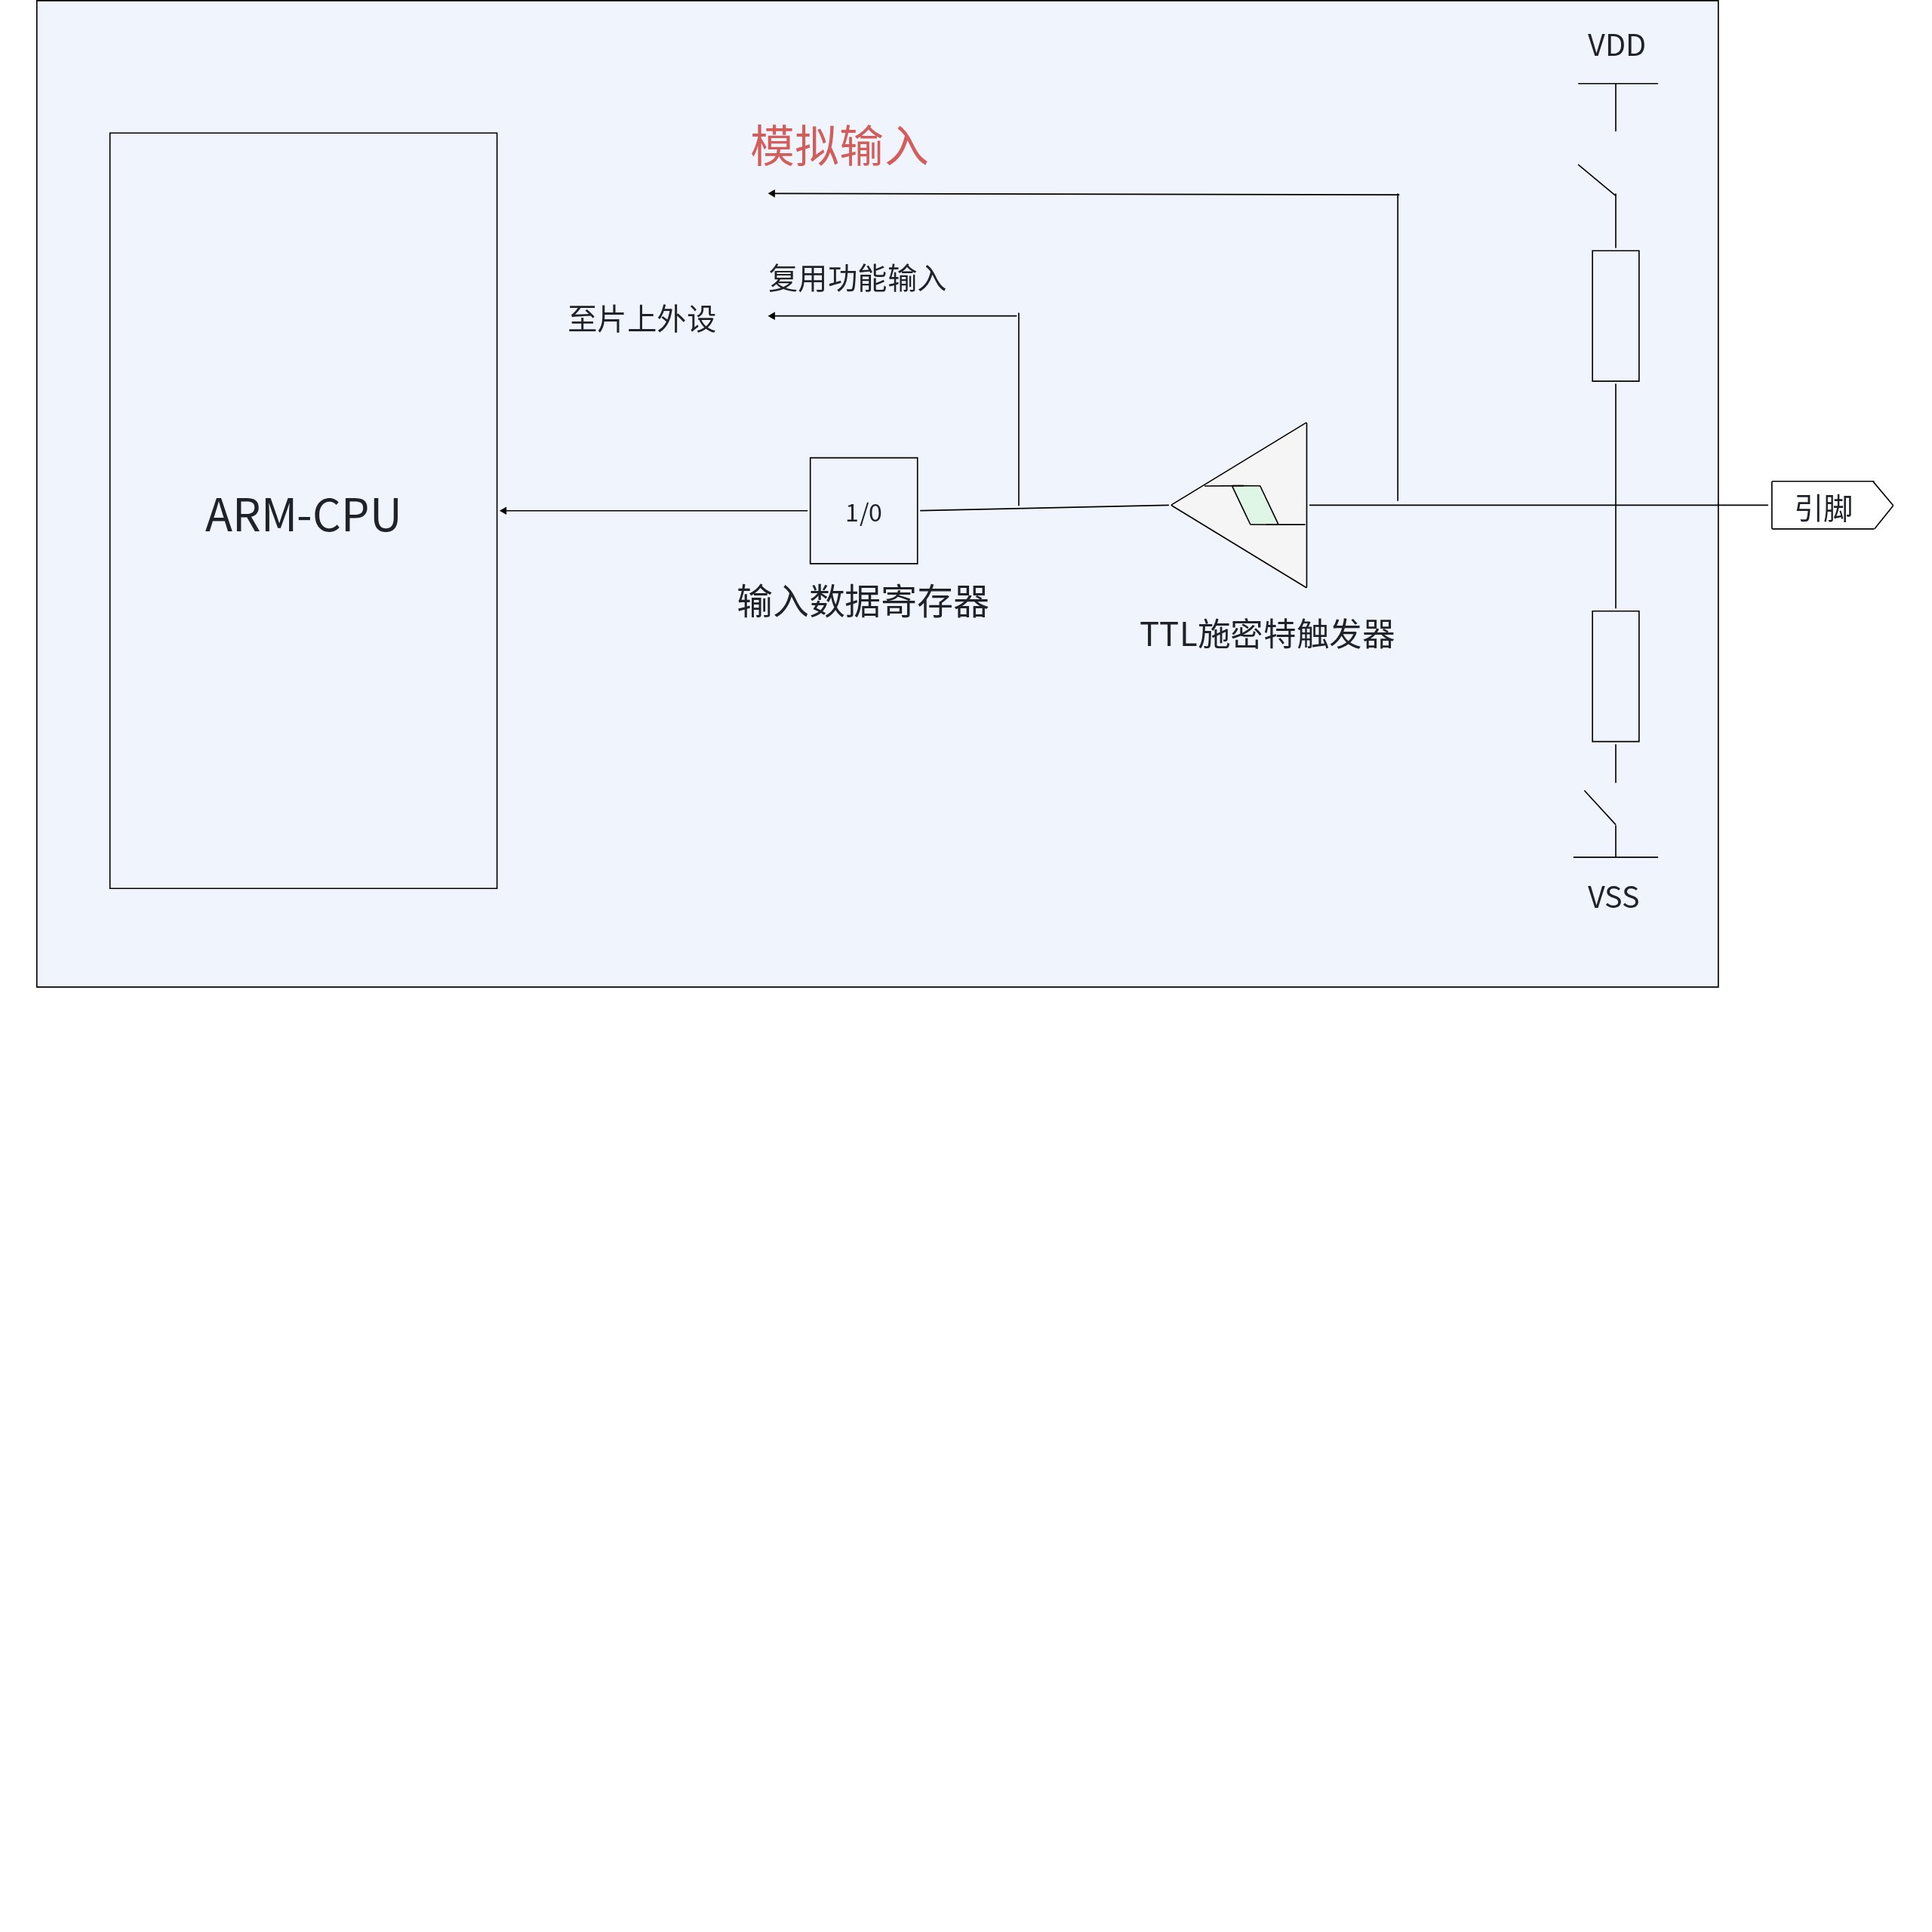 VDD
模拟输入
复用功能输入
至片上外设
ARM-CPU
1/0
引脚
输入数据寄存器
TTL施密特触发器
VSS